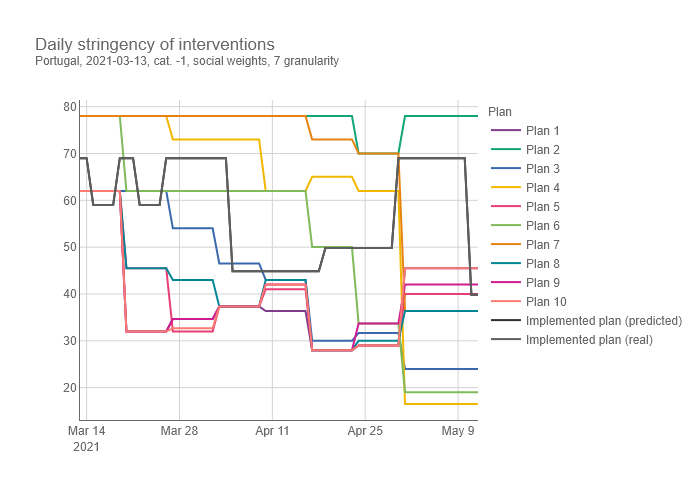 Daily stringency of interventions
Portugal, 2021-03-13, cat. -1, social weights, 7 granularity
80
70
60
50
40
30
20
Mar 14
2021
Mar 28
Apr 11
Apr 25
May 9
Plan
Plan 1
Plan 2
Plan 3
Plan 4
Plan 5
Plan 6
Plan 7
Plan 8
Plan 9
Plan 10
Implemented plan (predicted)
Implemented plan (real)